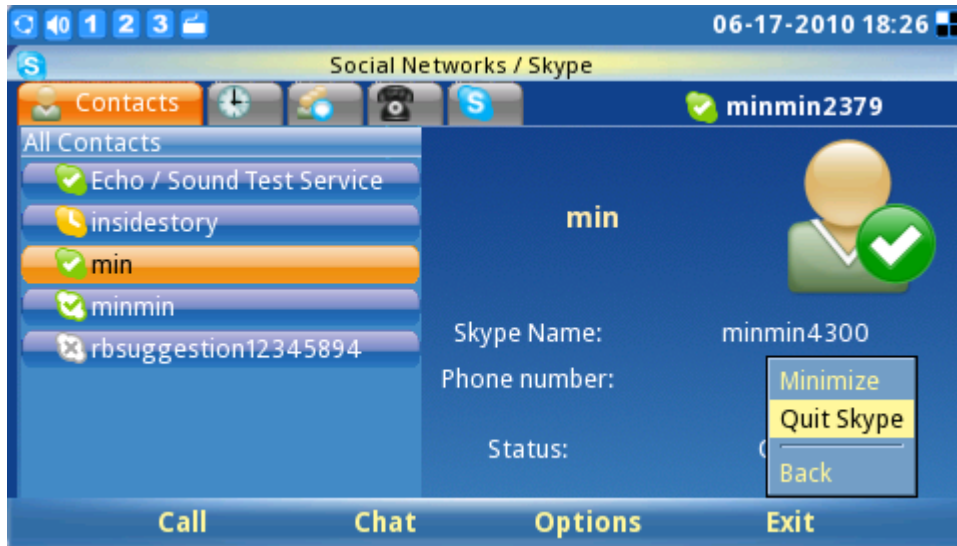 1 2 3 06-17-2010 18:26
Social Networks / Skype
Contacts minmin2379
All Contacts
Echo / Sound Test Service
insidestory
min
minmin
rbsuggestion12345894
min
Skype Name: minmin4300
Phone number:
Status:
Minimize
Quit Skype
Back
Call Chat Options Exit